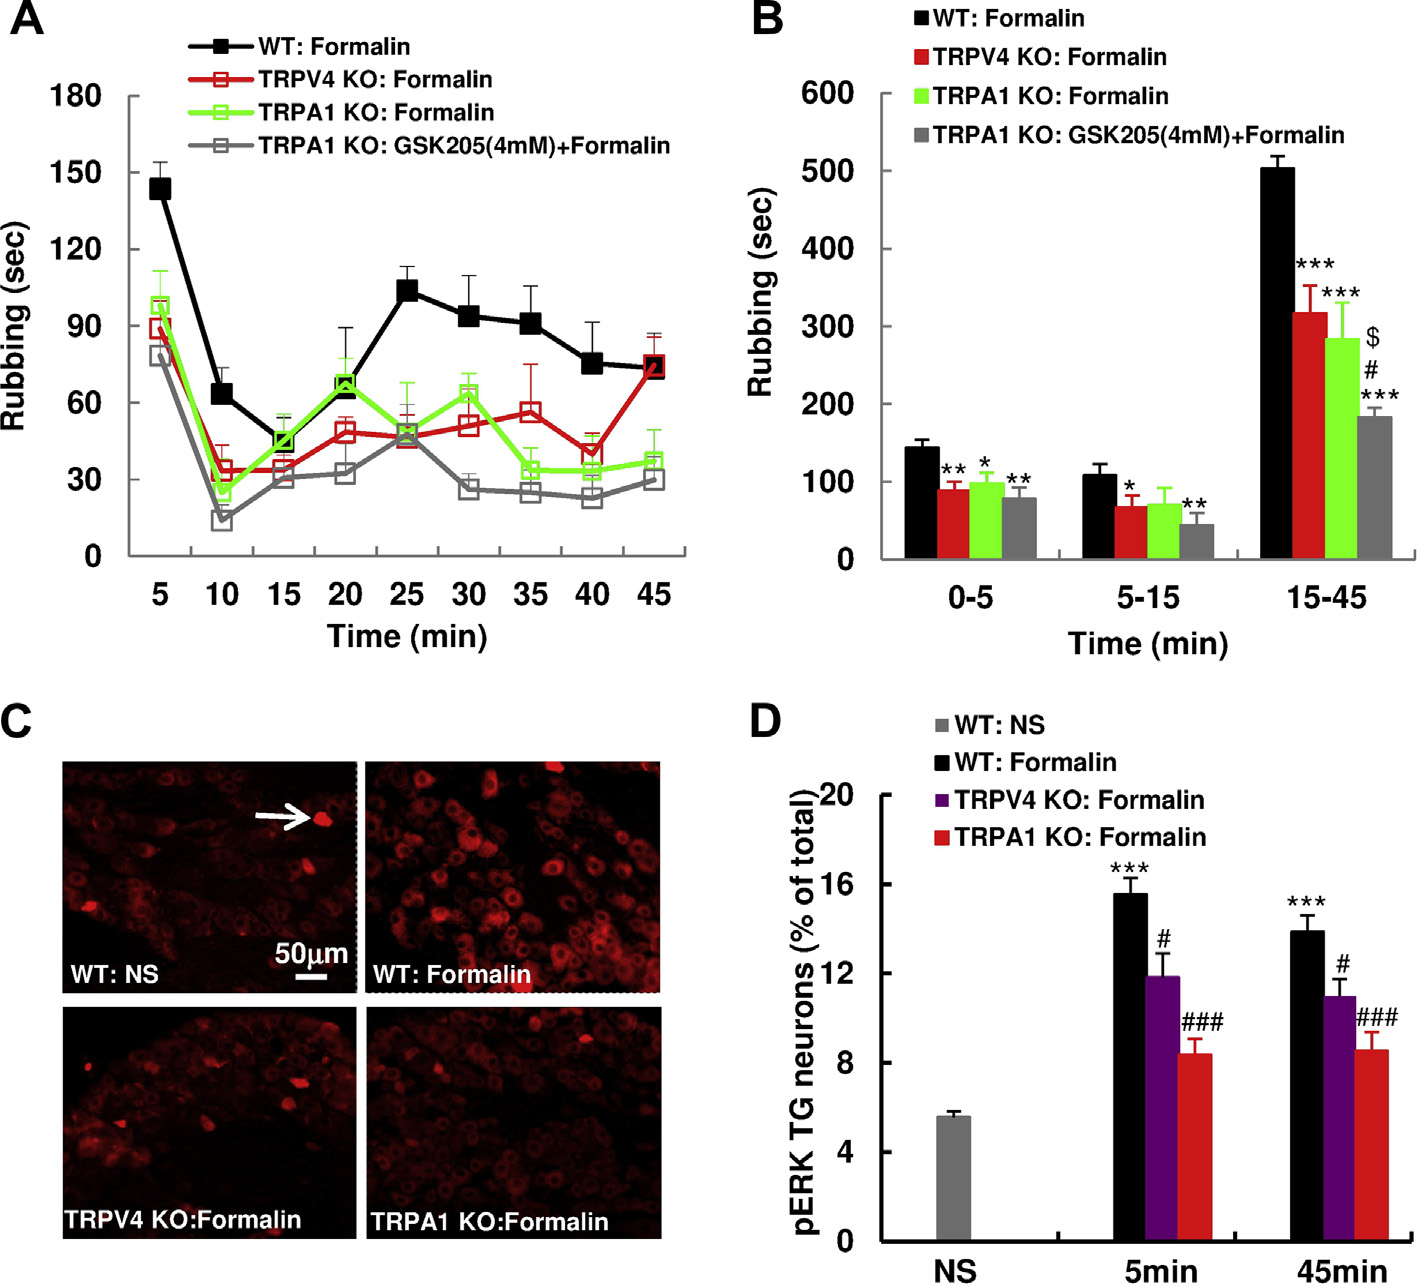 A
WT: Formalin
TRPV4 KO: Formalin
TRPA1 KO: Formalin
TRPA1 KO: GSK205(4mM)+Formalin
Rubbing (sec)
180
150
120
90
60
30
0
5 10 15 20 25 30 35 40 45
Time (min)
B
WT: Formalin
TRPV4 KO: Formalin
TRPA1 KO: Formalin
TRPA1 KO: GSK205(4mM)+Formalin
Rubbing (sec)
600
500
400
300
200
100
0
** * **
* **
*** *** $
#
***
0-5 5-15 15-45
Time (min)
C
WT: NS
50μm
WT: Formalin
TRPV4 KO:Formalin
TRPA1 KO:Formalin
D
WT: NS
WT: Formalin
TRPV4 KO: Formalin
TRPA1 KO: Formalin
pERK TG neurons (% of total)
20
16
12
8
4
0
*** # ###
*** # ###
NS 5min 45min